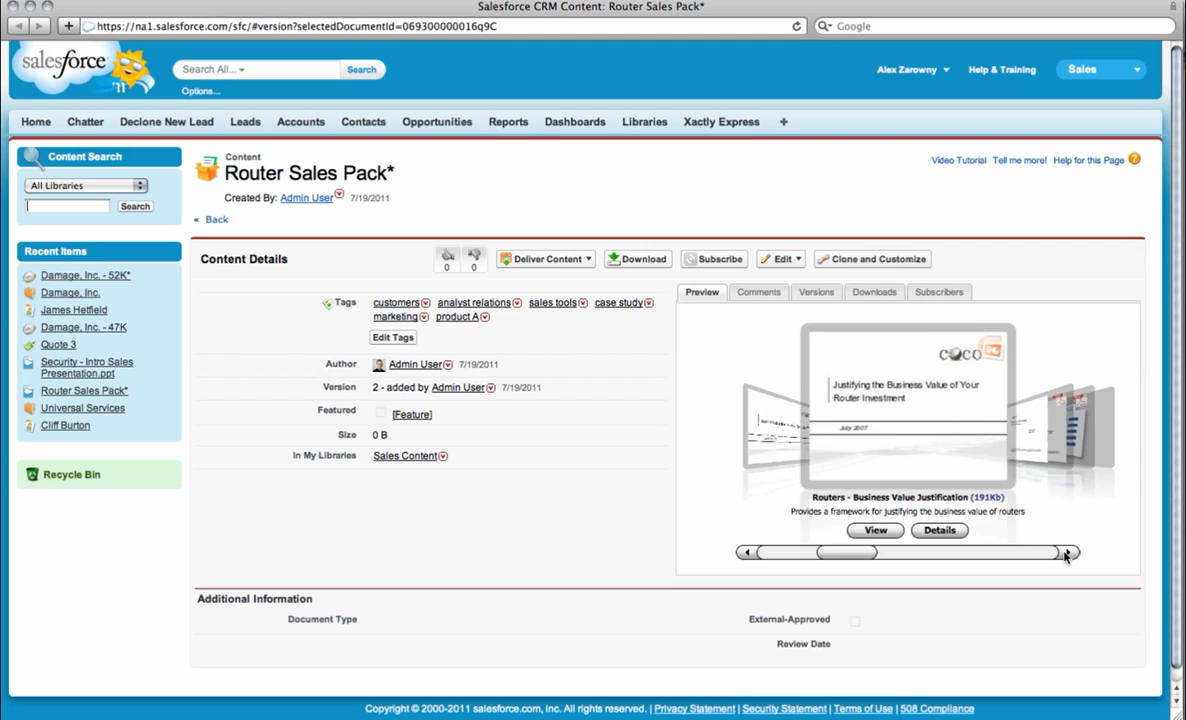 Salesforce CRM Content: Router Sales Pack*
https://na1.salesforce.com/sfc/#version?selectedDocumentId=069300000016q9C
Google
salesforce
Search All...
Search
Options...
Alex Zarowny
Help & Training
Sales
Home Chatter Declone New Lead Leads Accounts Contacts Opportunities Reports Dashboards Libraries Xactly Express +
Content Search
All Libraries
Search
Recent Items
Damage, Inc. - 52K*
Damage, Inc.
James Hetfield
Damage, Inc. - 47K
Quote 3
Security - Intro Sales
Presentation.ppt
Router Sales Pack*
Universal Services
Cliff Burton
Recycle Bin
Content
Router Sales Pack*
Created By: Admin User 7/19/2011
« Back
Video Tutorial Tell me more! Help for this Page ?
Content Details
0 0
Deliver Content Download Subscribe Edit Clone and Customize
Tags customers analyst relations sales tools case study
marketing product A
Edit Tags
Author Admin User 7/19/2011
Version 2 - added by Admin User 7/19/2011
Featured [Feature]
Size 0 B
In My Libraries Sales Content
Preview Comments Versions Downloads Subscribers
Justifying the Business Value of Your
Router Investment
July 2007
Routers - Business Value Justification (191Kb)
Provides a framework for justifying the business value of routers
View Details
Additional Information
Document Type
External-Approved
Review Date
Copyright © 2000-2011 salesforce.com, inc. All rights reserved. | Privacy Statement | Security Statement | Terms of Use | 508 Compliance